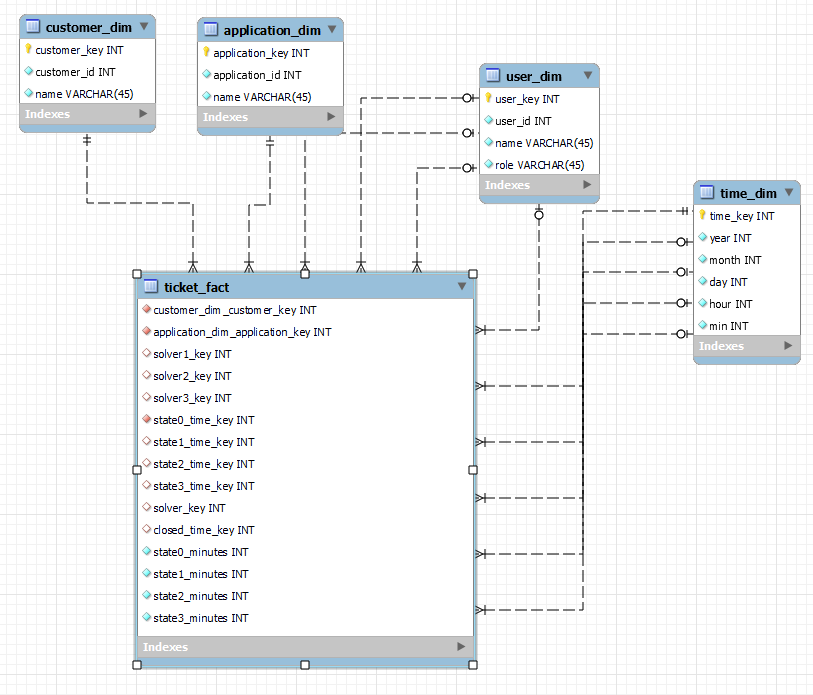 customer_dim
customer_key INT
customer_id INT
name VARCHAR(45)
Indexes
application_dim
application_key INT
application_id INT
name VARCHAR(45)
Indexes
user_dim
user_key INT
user_id INT
name VARCHAR(45)
role VARCHAR(45)
Indexes
time_dim
time_key INT
year INT
month INT
day INT
hour INT
min INT
Indexes
ticket_fact
customer_dim_customer_key INT
application_dim_application_key INT
solver1_key INT
solver2_key INT
solver3_key INT
state0_time_key INT
state1_time_key INT
state2_time_key INT
state3_time_key INT
solver_key INT
closed_time_key INT
state0_minutes INT
state1_minutes INT
state2_minutes INT
state3_minutes INT
Indexes